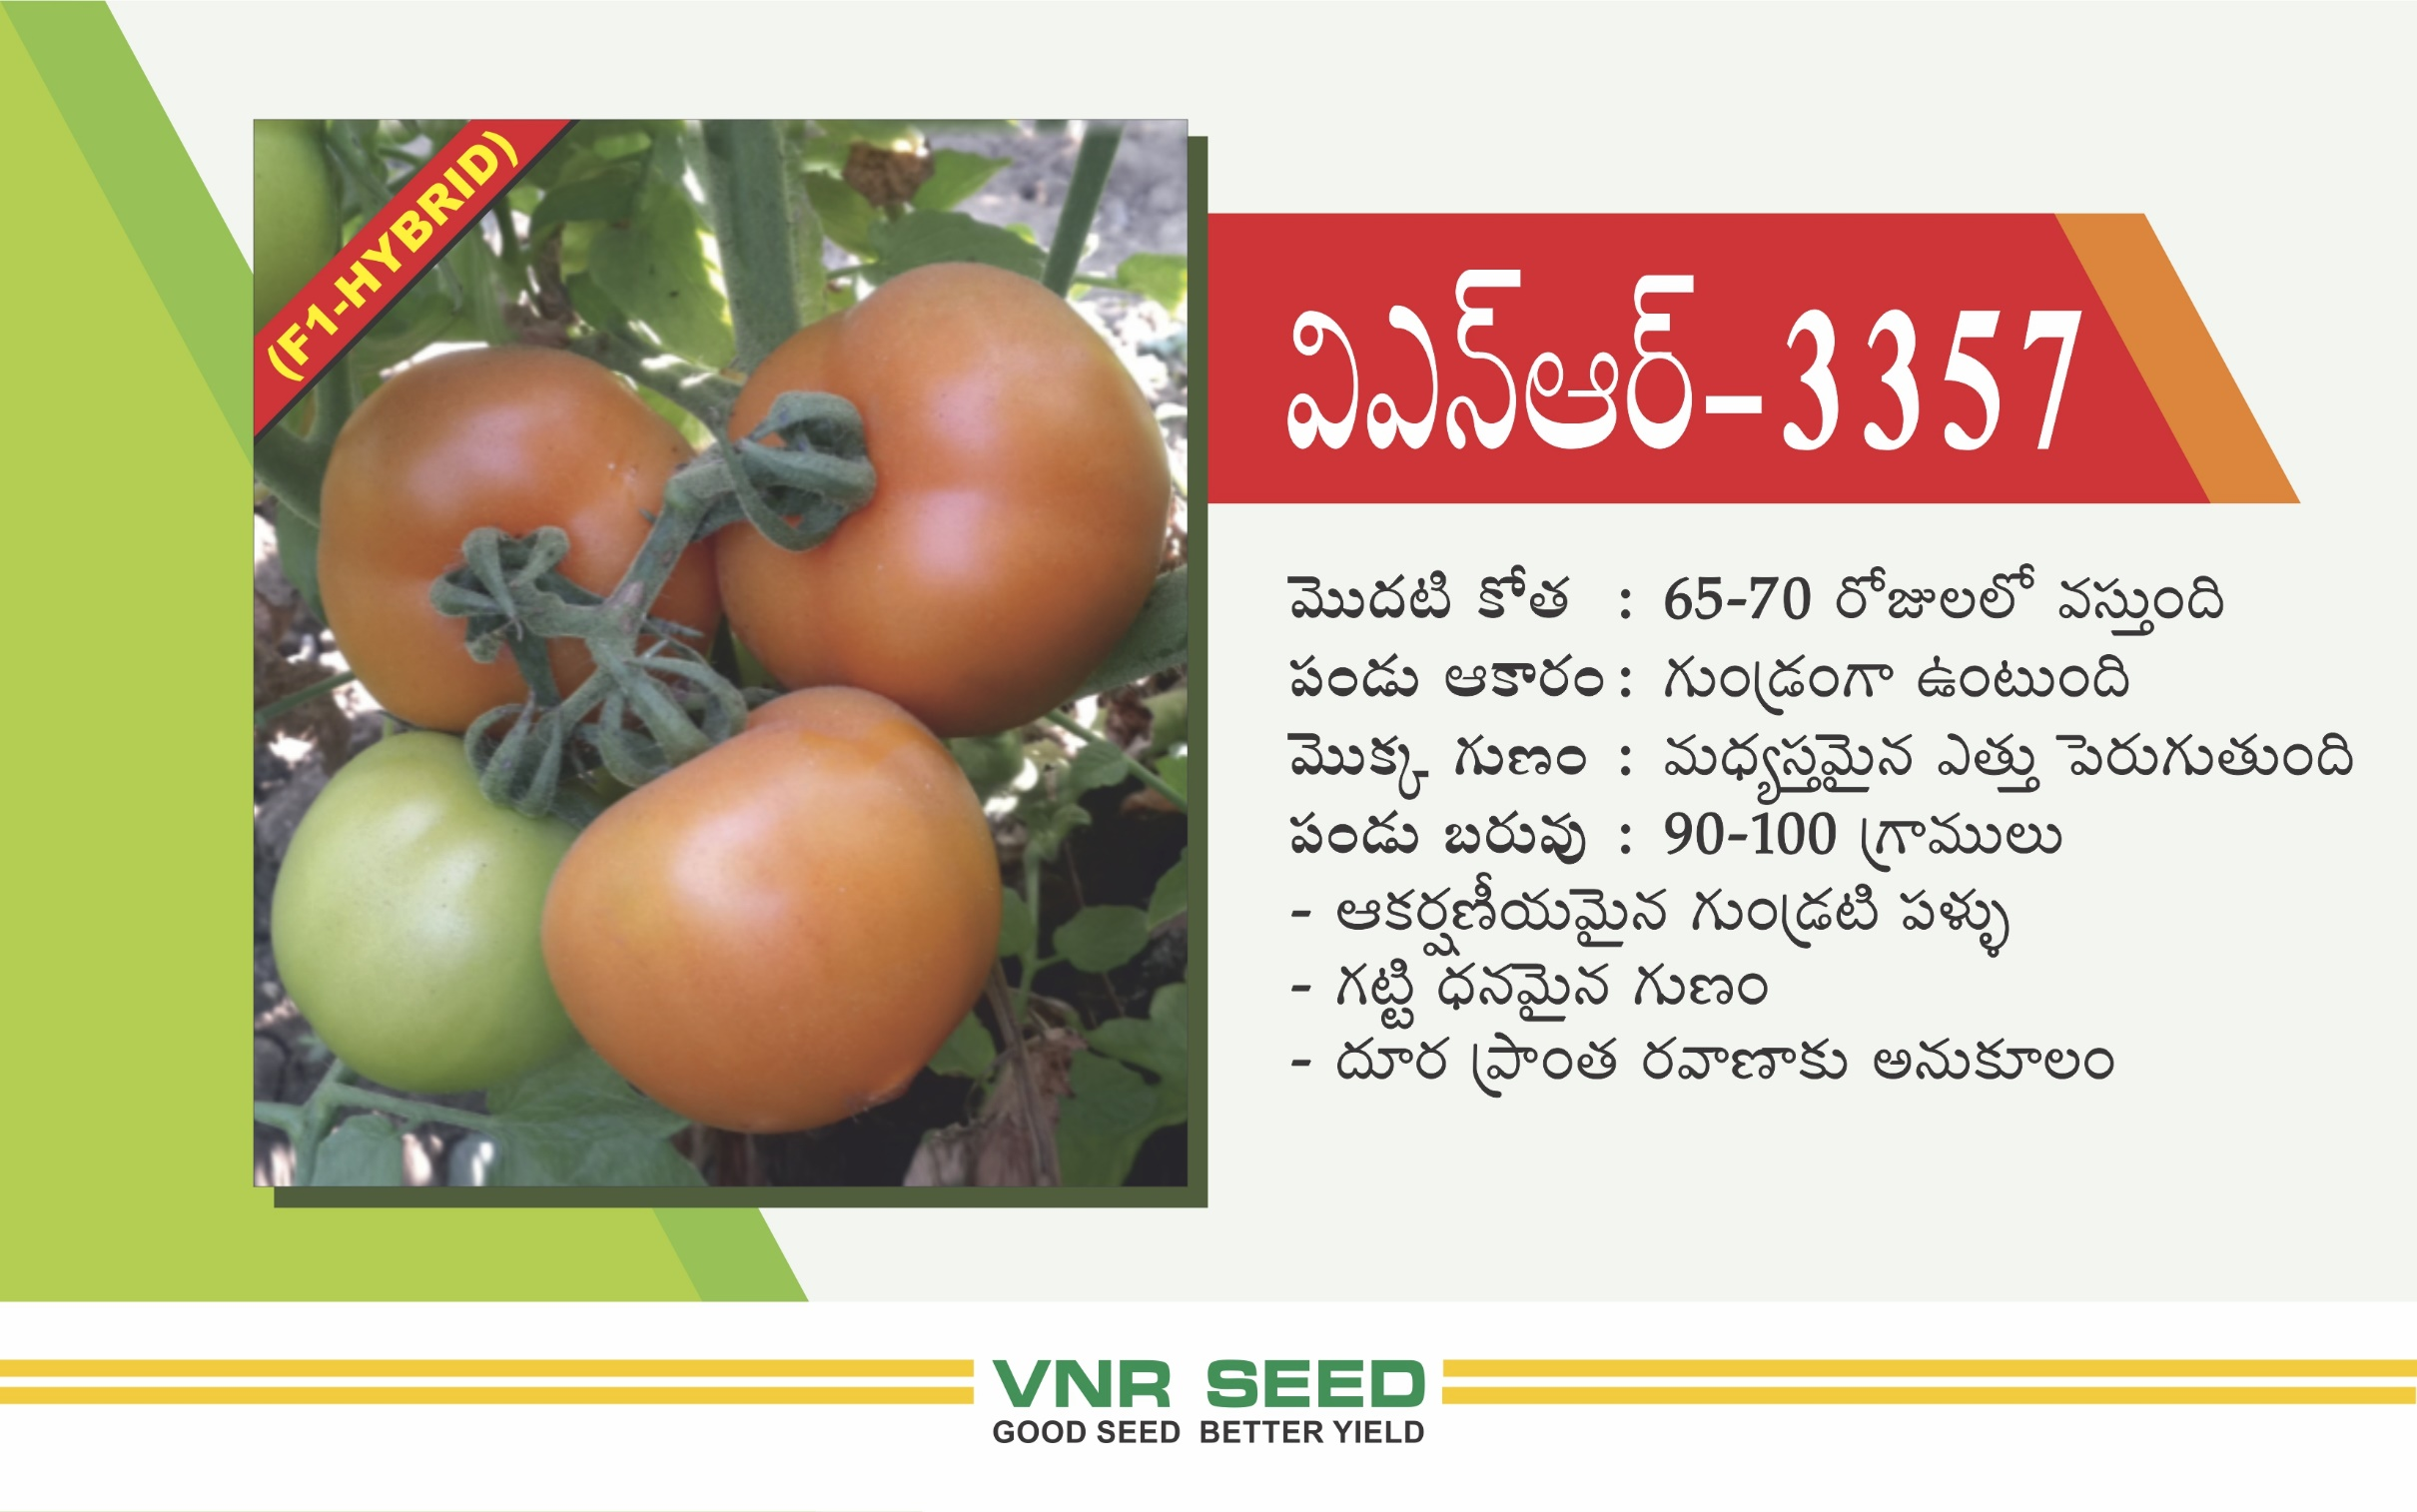 (F1-HYBRID)
విఎన్ఆర్-3357
మొదటి కోత : 65-70 రోజులలో వస్తుంది
పండు ఆకారం : గుండ్రంగా ఉంటుంది
మొక్క గుణం : మధ్యస్తమైన ఎత్తు పెరుగుతుంది
పండు బరువు : 90-100 గ్రాములు
- ఆకర్షణీయమైన గుండ్రటి పళ్ళు
- గట్టి ధనమైన గుణం
- దూర ప్రాంత రవాణాకు అనుకూలం
VNR SEED
GOOD SEED BETTER YIELD